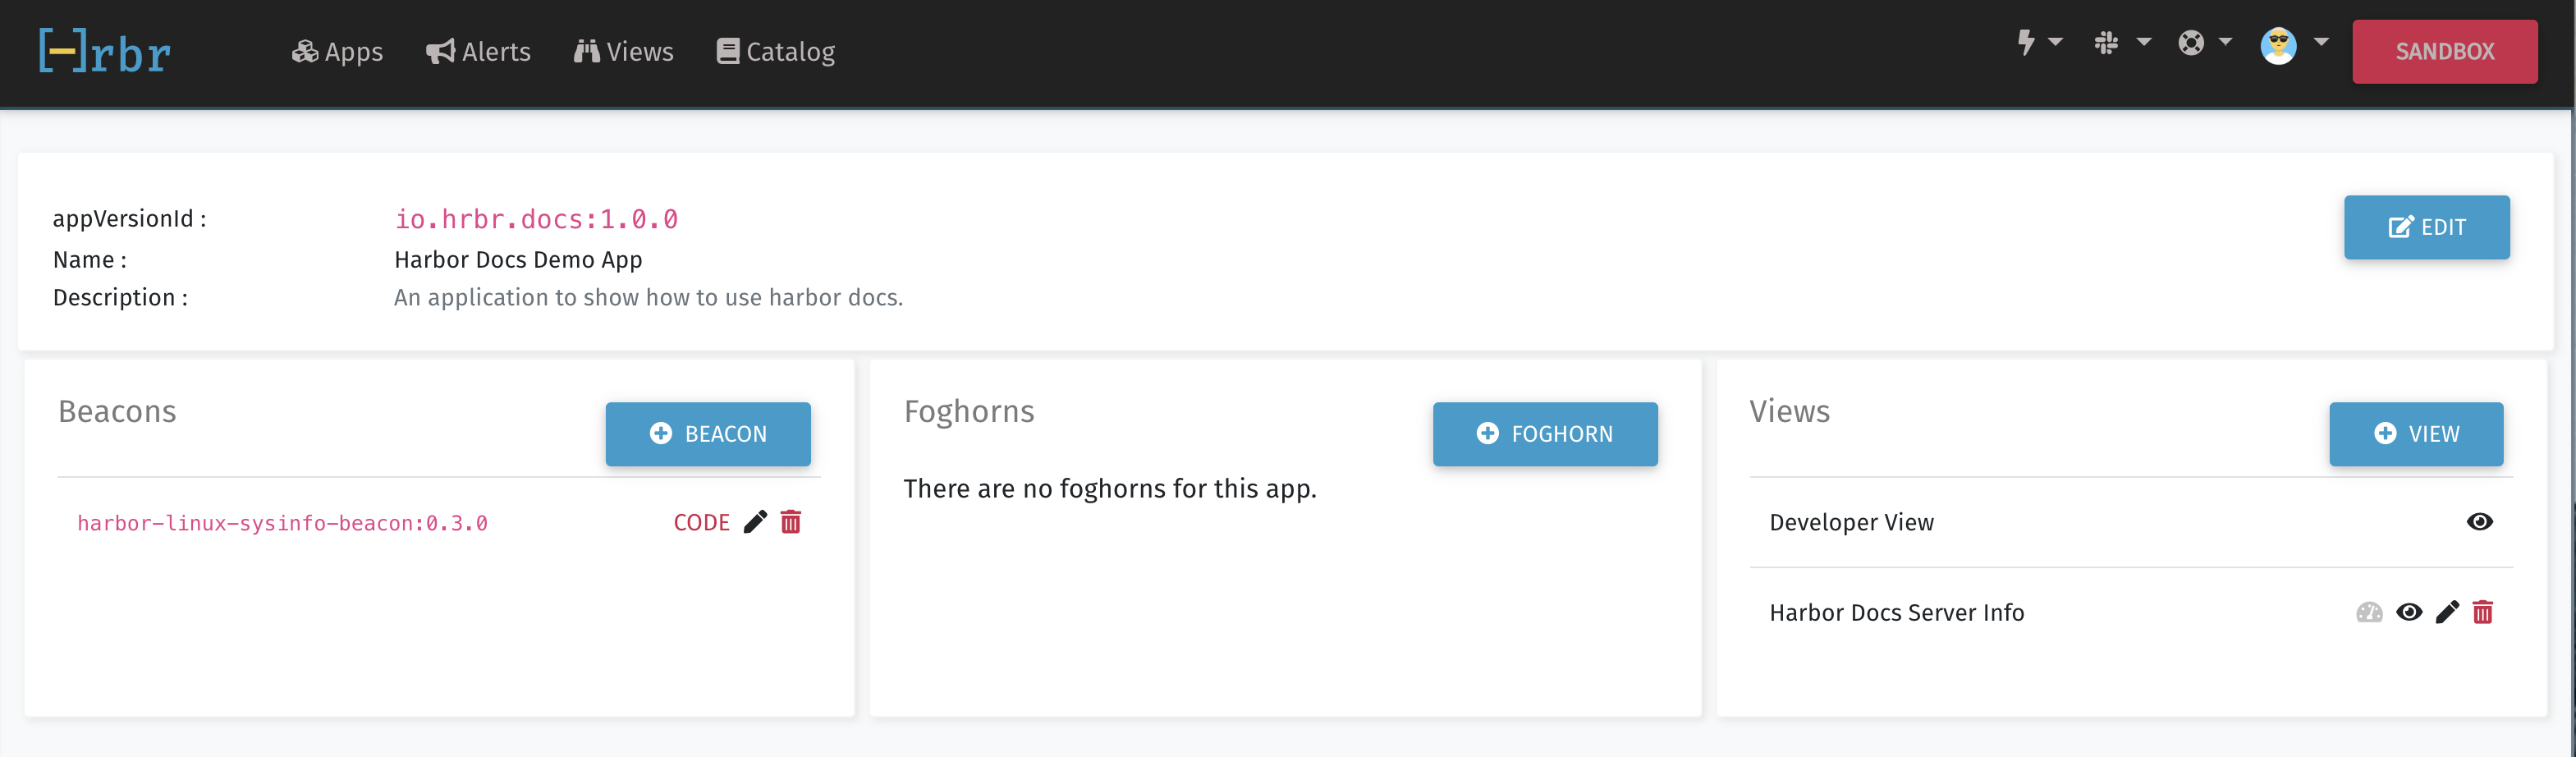 [-]rbr
Apps
Alerts
Views
Catalog
SANDBOX
appVersionId :
io.hrbr.docs:1.0.0
EDIT
Name :
Harbor Docs Demo App
Description :
An application to show how to use harbor docs.
Beacons
BEACON
harbor-linux-sysinfo-beacon:0.3.0
CODE
Foghorns
FOGHORN
There are no foghorns for this app.
Views
VIEW
Developer View
Harbor Docs Server Info